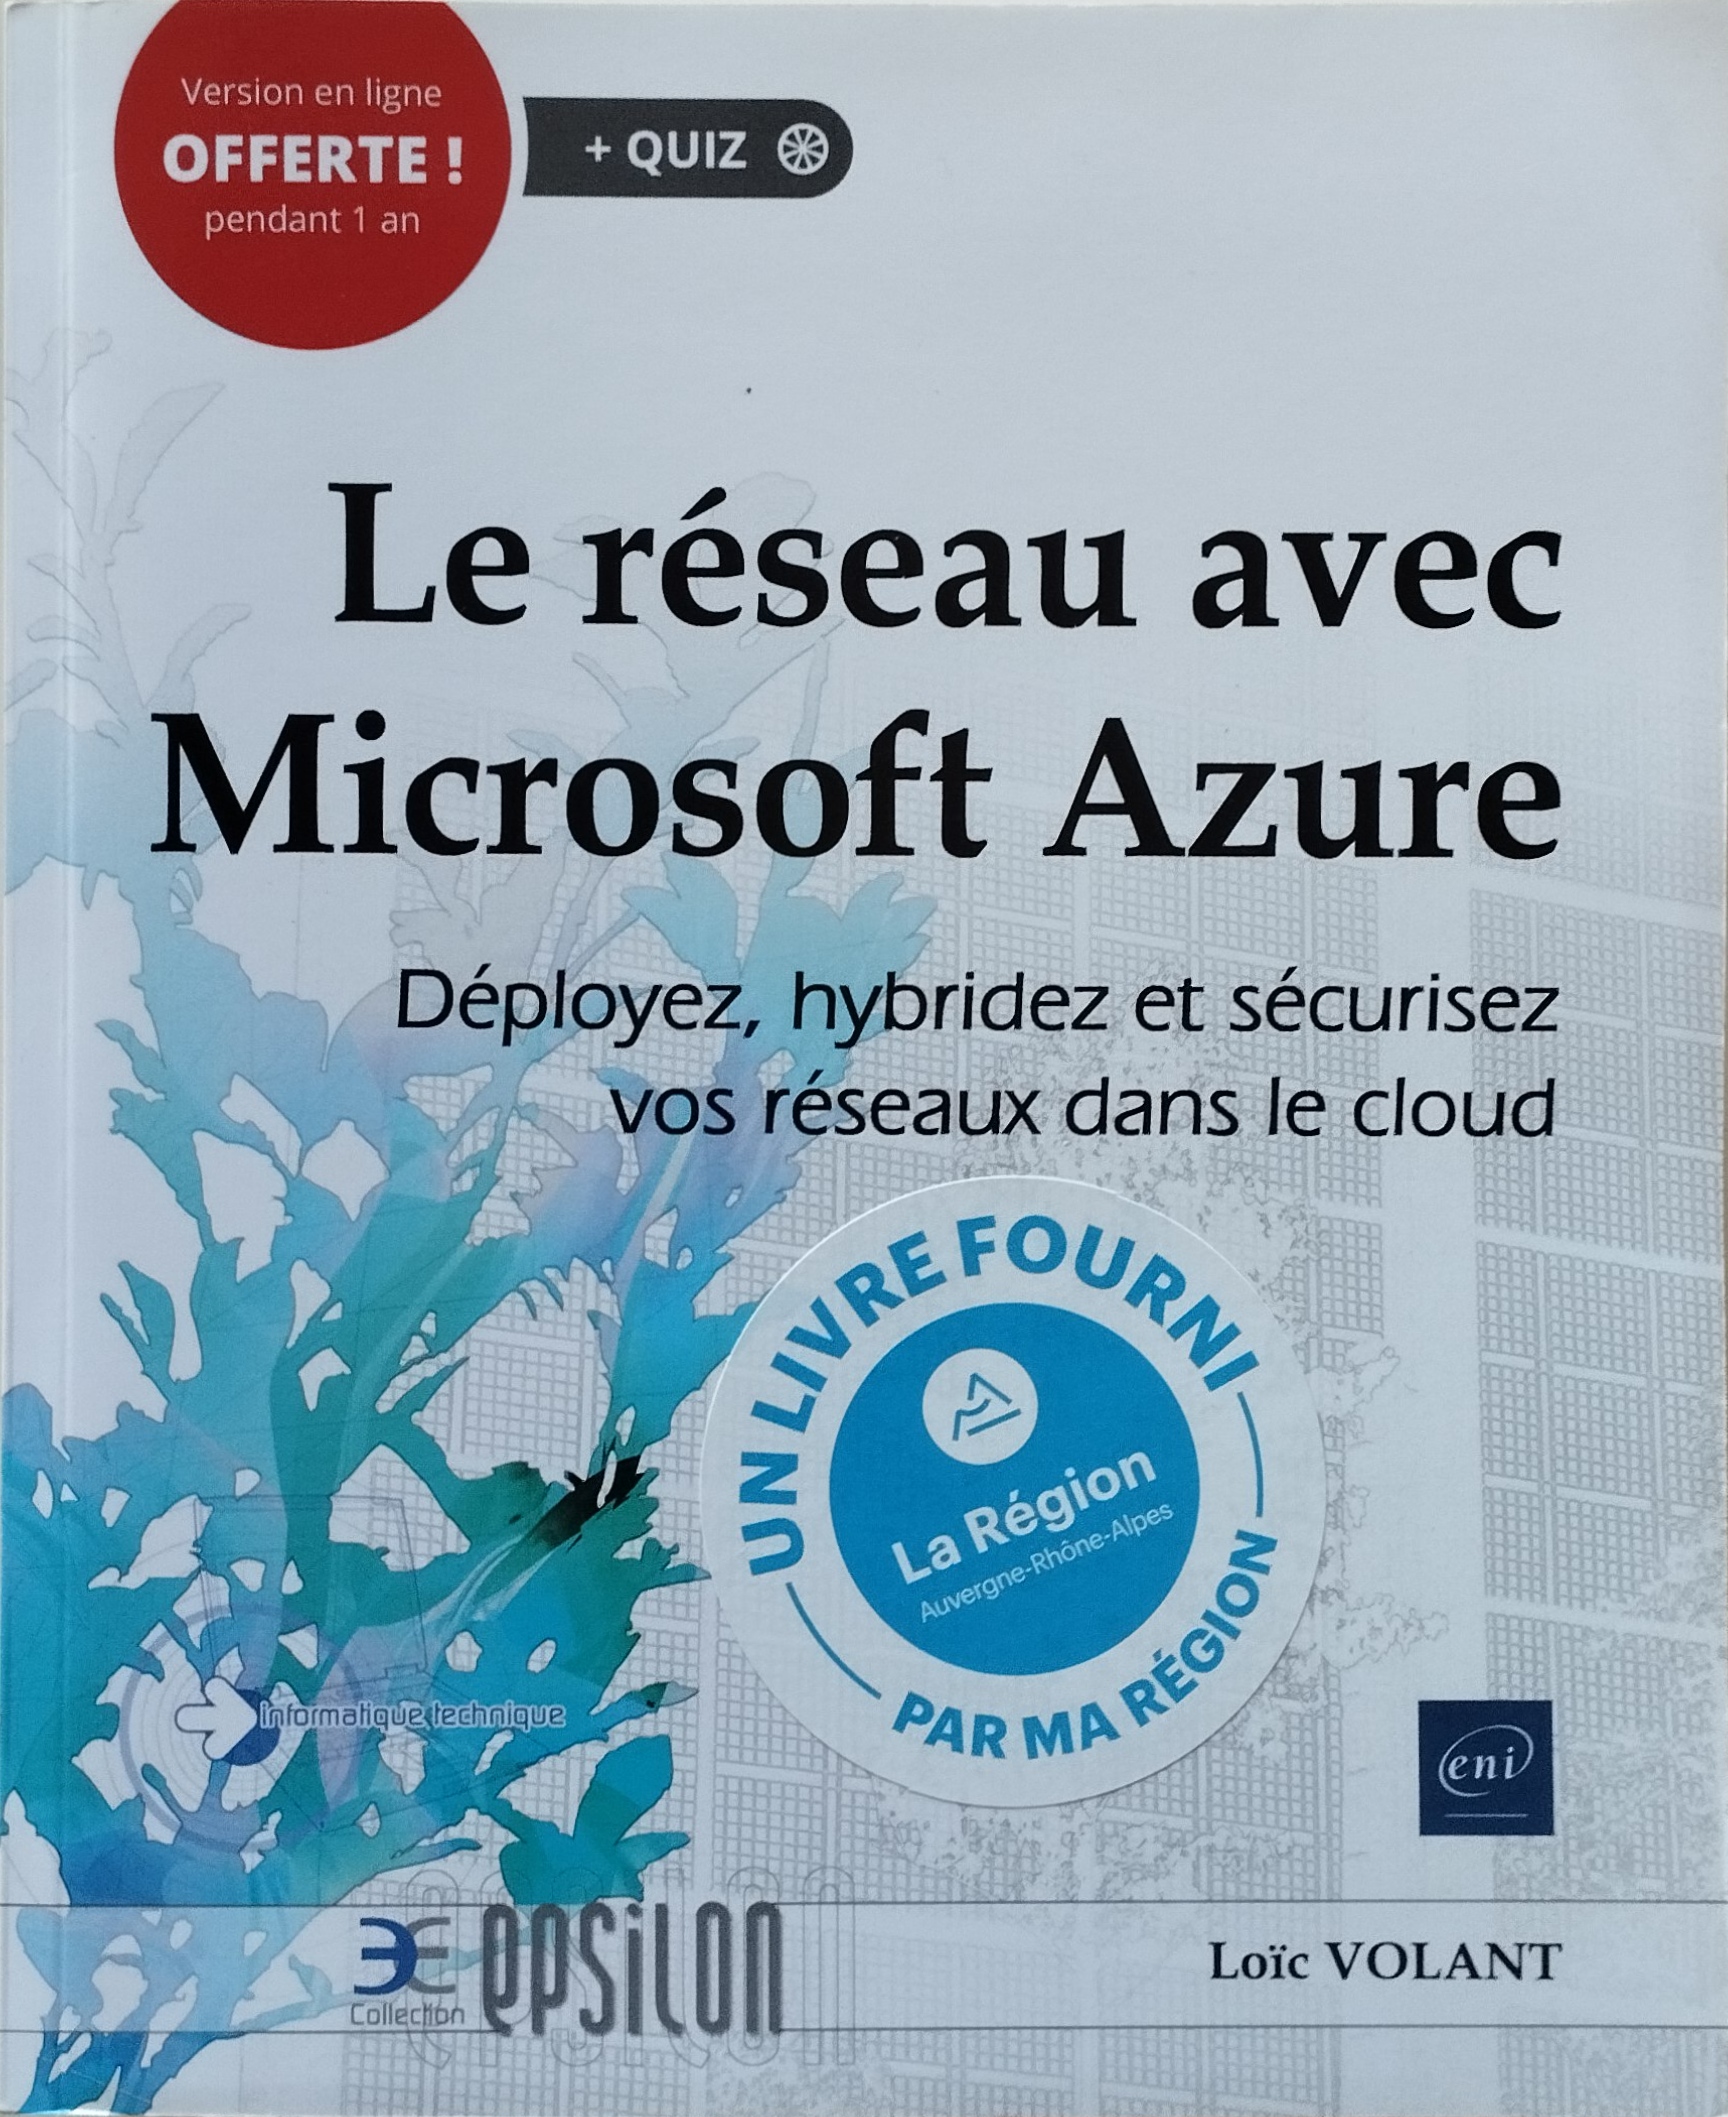 Version en ligne
OFFERTE !
pendant 1 an
+ QUIZ
Le réseau avec
Microsoft Azure
Déployez, hybridez et sécurisez
vos réseaux dans le cloud
UN LIVRE FOURNI
La Région
Auvergne-Rhône-Alpes
PAR MA RÉGION
informatique technique
eni
Collection
epsilon
Loïc VOLANT